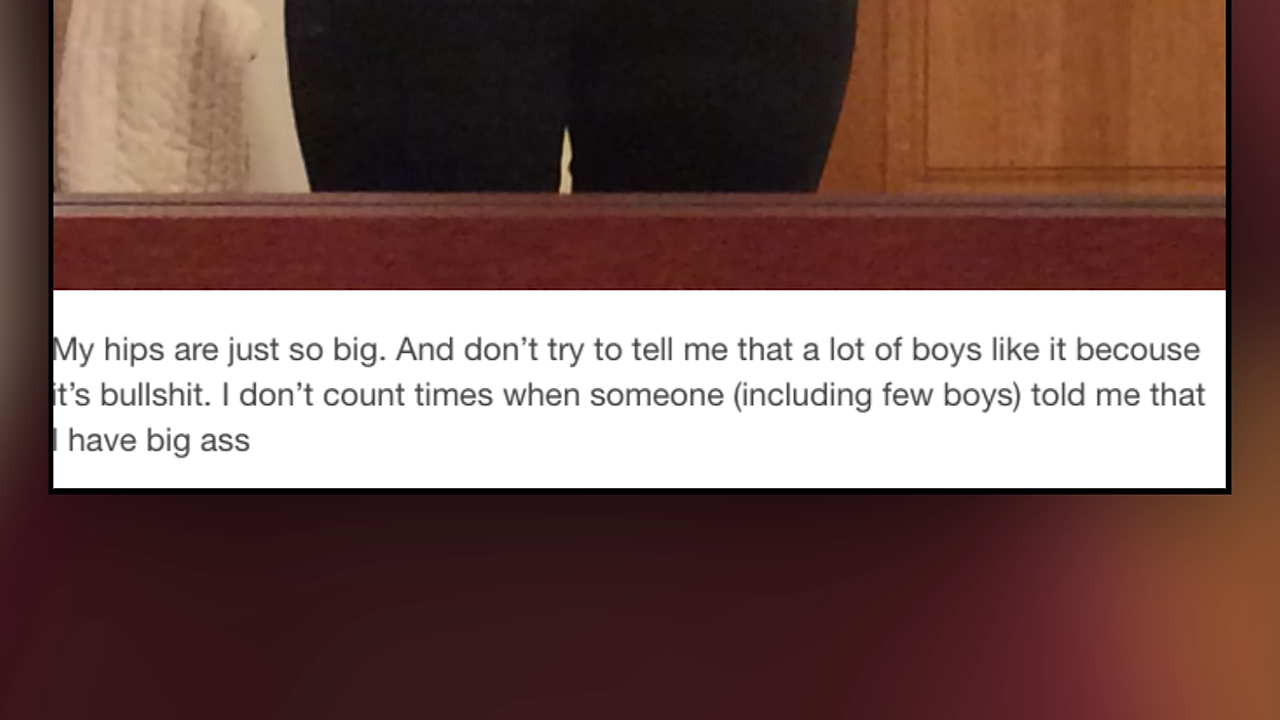 My hips are just so big. And don’t try to tell me that a lot of boys like it becouse
it’s bullshit. I don’t count times when someone (including few boys) told me that
I have big ass